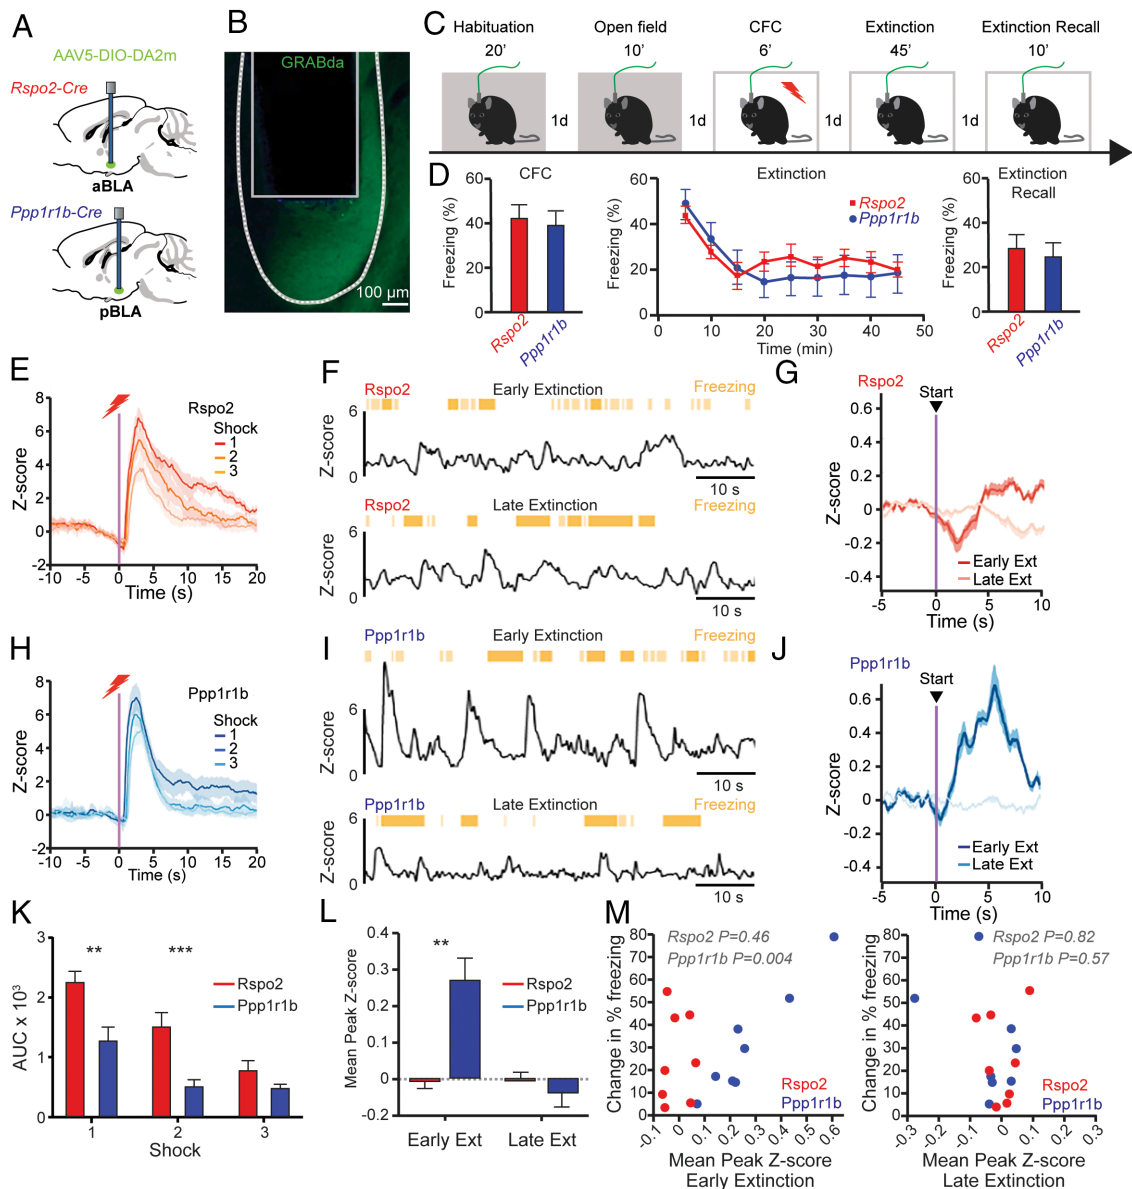 A
AAV5-DIO-DA2m
Rspo2-Cre
aBLA
Ppp1r1b-Cre
pBLA
B
GRABda
100 µm
C
Habituation
20'
Open field
10'
CFC
6'
Extinction
45'
Extinction Recall
10'
1d
1d
1d
1d
D
CFC
Freezing (%)
60
40
20
0
Rspo2
Ppp1r1b
Extinction
Freezing (%)
60
40
20
0
Rspo2
Ppp1r1b
0 10 20 30 40 50
Time (min)
Extinction
Recall
Freezing (%)
60
40
20
0
Rspo2
Ppp1r1b
E
Z-score
8
6
4
2
0
-2
Rspo2
Shock
1
2
3
-10 -5 0 5 10 15 20
Time (s)
F
Rspo2 Early Extinction Freezing
6
Z-score
0
10 s
Rspo2 Late Extinction Freezing
6
Z-score
0
10 s
G
Rspo2
Start
Z-score
0.6
0.4
0.2
0
-0.2
-0.4
Early Ext
Late Ext
-5 0 5 10
Time (s)
H
Z-score
8
6
4
2
0
-2
Ppp1r1b
Shock
1
2
3
-10 -5 0 5 10 15 20
Time (s)
I
Ppp1r1b Early Extinction Freezing
6
Z-score
0
10 s
Ppp1r1b Late Extinction Freezing
6
Z-score
0
10 s
J
Ppp1r1b
Start
Z-score
0.6
0.4
0.2
0
-0.2
-0.4
Early Ext
Late Ext
-5 0 5 10
Time (s)
K
AUC x 10³
3
2
1
0
**
***
Rspo2
Ppp1r1b
1 2 3
Shock
L
Mean Peak Z-score
0.4
0.3
0.2
0.1
0
-0.2
**
Rspo2
Ppp1r1b
Early Ext Late Ext
M
Change in % freezing
80
70
60
50
40
30
20
10
0
Rspo2 P=0.46
Ppp1r1b P=0.004
Rspo2
Ppp1r1b
-0.1 0 0.1 0.2 0.3 0.4 0.5 0.6
Mean Peak Z-score
Early Extinction
Change in % freezing
80
70
60
50
40
30
20
10
0
Rspo2 P=0.82
Ppp1r1b P=0.57
Rspo2
Ppp1r1b
-0.3 -0.2 -0.1 0 0.1 0.2 0.3
Mean Peak Z-score
Late Extinction